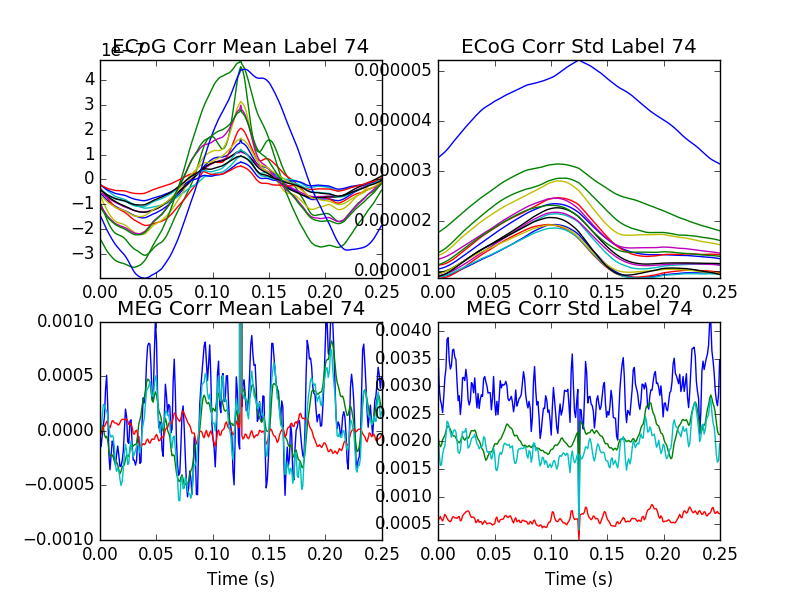 ECoG Corr Mean Label 74
1e−7
4
3
2
1
0
−1
−2
−3
0.00 0.05 0.10 0.15 0.20 0.25
ECoG Corr Std Label 74
0.000005
0.000004
0.000003
0.000002
0.000001
0.00 0.05 0.10 0.15 0.20 0.25
MEG Corr Mean Label 74
0.0010
0.0005
0.0000
−0.0005
−0.0010
0.00 0.05 0.10 0.15 0.20 0.25
Time (s)
MEG Corr Std Label 74
0.0040
0.0035
0.0030
0.0025
0.0020
0.0015
0.0010
0.0005
0.00 0.05 0.10 0.15 0.20 0.25
Time (s)